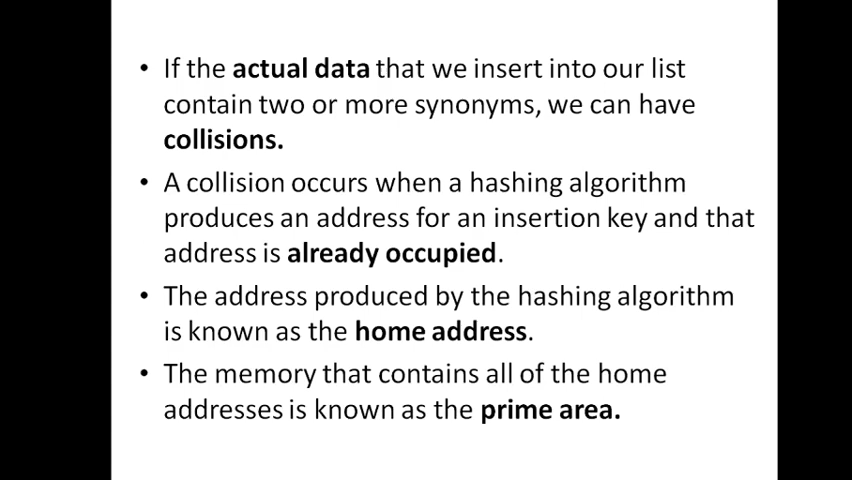 • If the actual data that we insert into our list
contain two or more synonyms, we can have
collisions.
• A collision occurs when a hashing algorithm
produces an address for an insertion key and that
address is already occupied.
• The address produced by the hashing algorithm
is known as the home address.
• The memory that contains all of the home
addresses is known as the prime area.